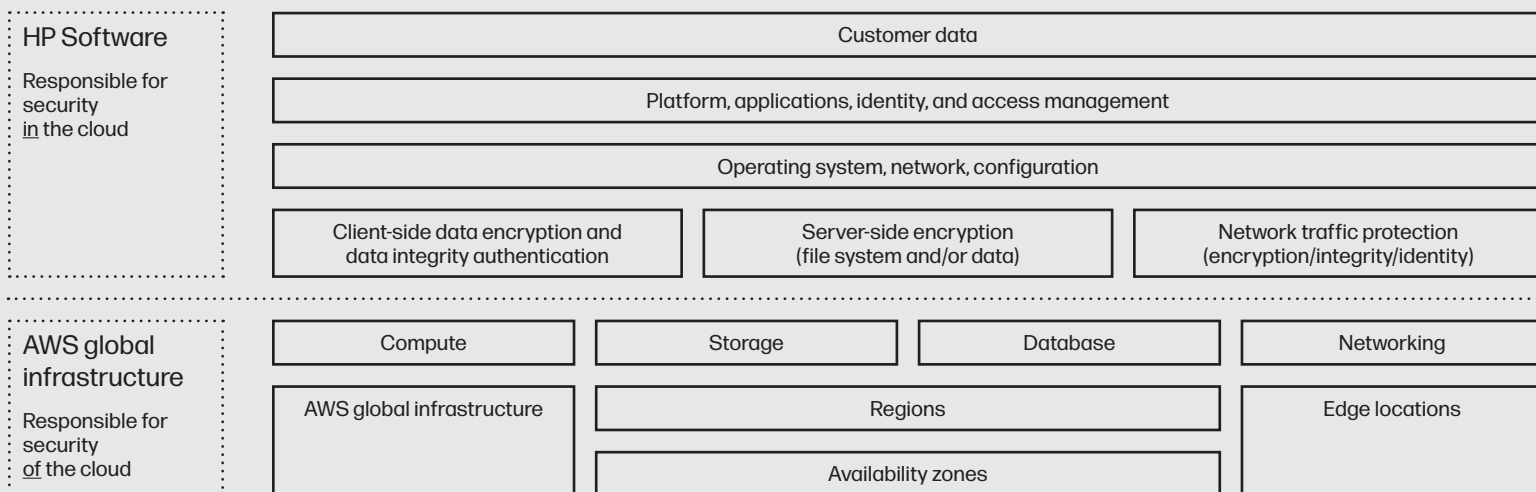 HP Software
Responsible for
security
in the cloud
Customer data
Platform, applications, identity, and access management
Operating system, network, configuration
Client-side data encryption and
data integrity authentication
Server-side encryption
(file system and/or data)
Network traffic protection
(encryption/integrity/identity)
AWS global
infrastructure
Responsible for
security
of the cloud
Compute
Storage
Database
Networking
AWS global infrastructure
Regions
Edge locations
Availability zones